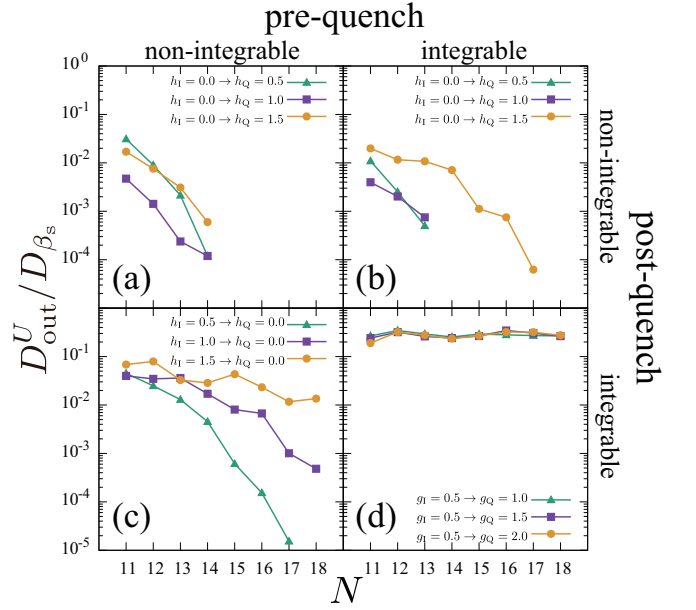 pre-quench
non-integrable
integrable
10^0
10^-1
10^-2
10^-3
10^-4
h_I = 0.0 → h_Q = 0.5
h_I = 0.0 → h_Q = 1.0
h_I = 0.0 → h_Q = 1.5
(a)
h_I = 0.0 → h_Q = 0.5
h_I = 0.0 → h_Q = 1.0
h_I = 0.0 → h_Q = 1.5
(b)
non-integrable
post-quench
D^U_out / D_β_s
10^-1
10^-2
10^-3
10^-4
10^-5
h_I = 0.5 → h_Q = 0.0
h_I = 1.0 → h_Q = 0.0
h_I = 1.5 → h_Q = 0.0
(c)
g_I = 0.5 → g_Q = 1.0
g_I = 0.5 → g_Q = 1.5
g_I = 0.5 → g_Q = 2.0
(d)
integrable
11 12 13 14 15 16 17 18
11 12 13 14 15 16 17 18
N